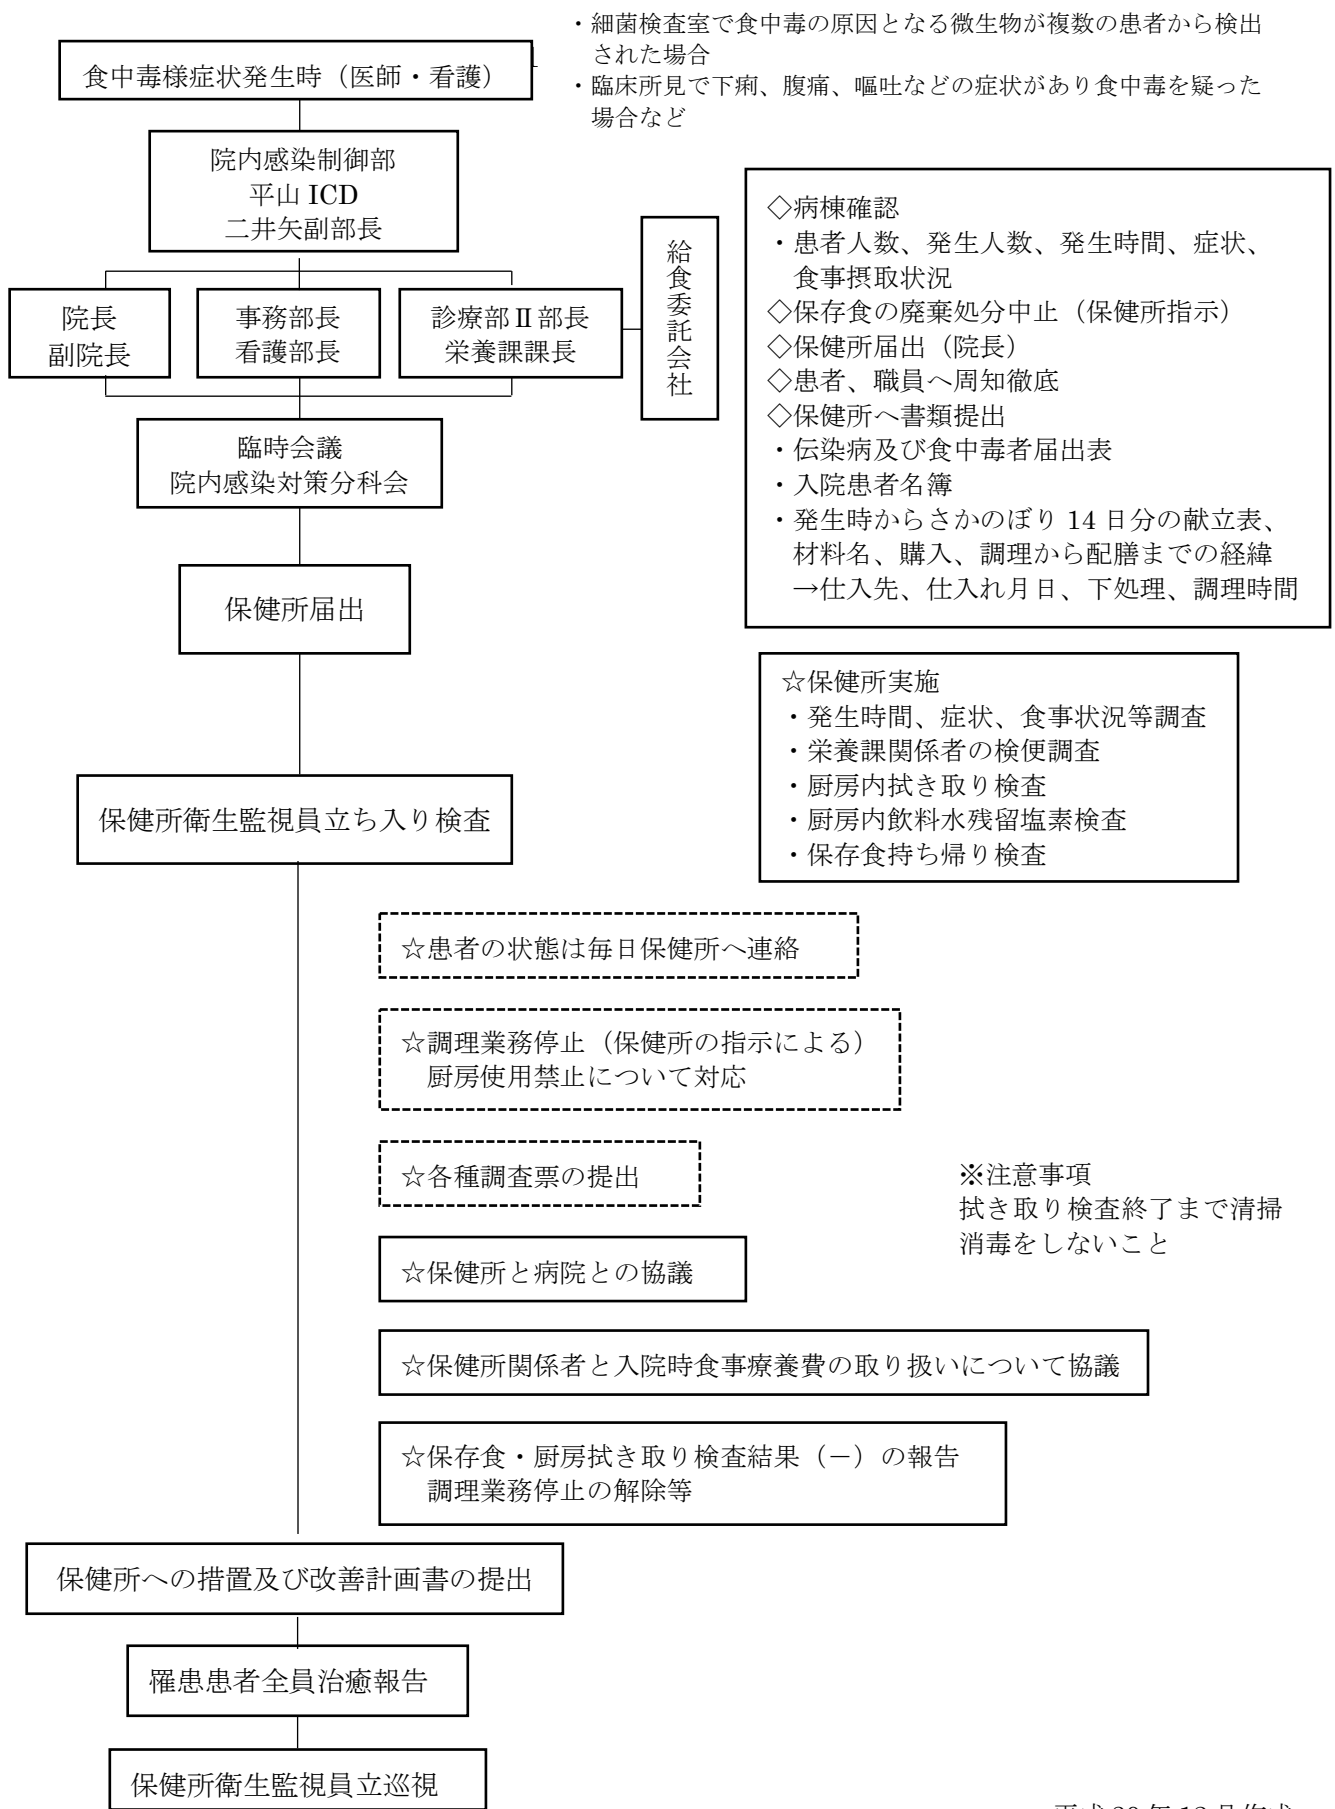 ・細菌検査室で食中毒の原因となる微生物が複数の患者から検出
された場合
・臨床所見で下痢、腹痛、嘔吐などの症状があり食中毒を疑った
場合など
食中毒様症状発生時（医師・看護）
院内感染制御部
平山 ICD
二井矢副部長
院長
副院長
事務部長
看護部長
診療部Ⅱ部長
栄養課課長
給食委託会社
◇病棟確認
・患者人数、発生人数、発生時間、症状、
食事摂取状況
◇保存食の廃棄処分中止（保健所指示）
◇保健所届出（院長）
◇患者、職員へ周知徹底
◇保健所へ書類提出
・伝染病及び食中毒者届出表
・入院患者名簿
・発生時からさかのぼり 14 日分の献立表、
材料名、購入、調理から配膳までの経緯
→仕入先、仕入れ月日、下処理、調理時間
臨時会議
院内感染対策分科会
保健所届出
☆保健所実施
・発生時間、症状、食事状況等調査
・栄養課関係者の検便調査
・厨房内拭き取り検査
・厨房内飲料水残留塩素検査
・保存食持ち帰り検査
保健所衛生監視員立ち入り検査
☆患者の状態は毎日保健所へ連絡
☆調理業務停止（保健所の指示による）
厨房使用禁止について対応
☆各種調査票の提出
※注意事項
拭き取り検査終了まで清掃
消毒をしないこと
☆保健所と病院との協議
☆保健所関係者と入院時食事療養費の取り扱いについて協議
☆保存食・厨房拭き取り検査結果（－）の報告
調理業務停止の解除等
保健所への措置及び改善計画書の提出
罹患患者全員治癒報告
保健所衛生監視員立巡視